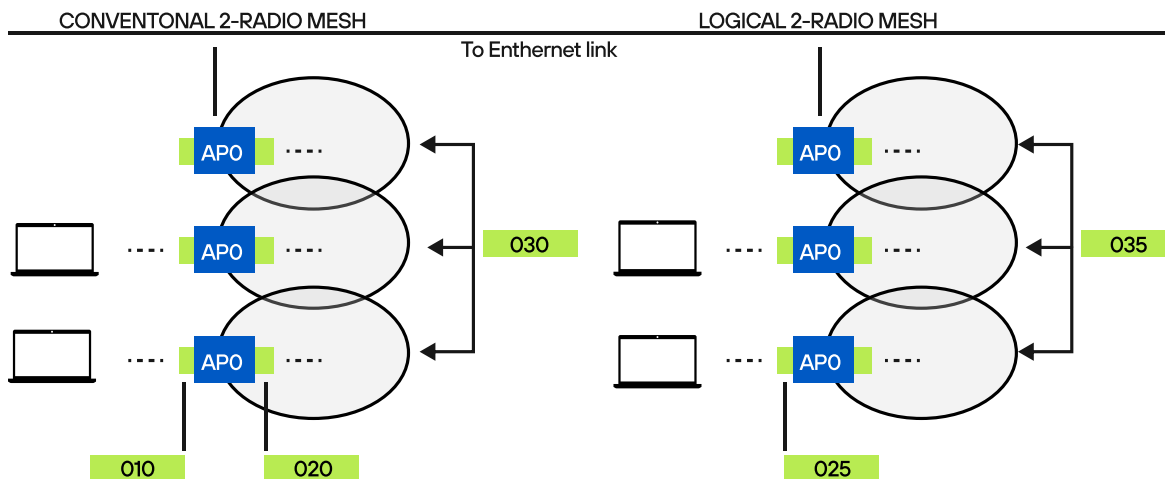 CONVENTONAL 2-RADIO MESH
LOGICAL 2-RADIO MESH
To Enthernet link
AP0
AP0
AP0
AP0
030
035
AP0
AP0
010
020
025